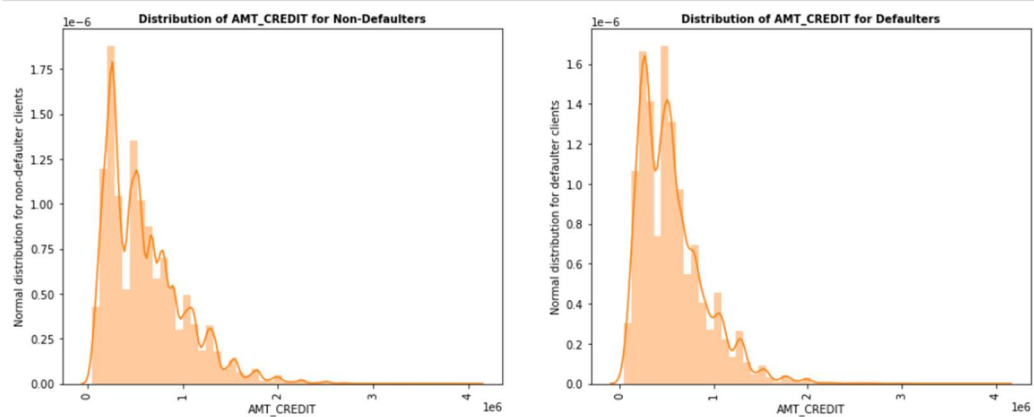 Distribution of AMT_CREDIT for Non-Defaulters
1e−6
Normal distribution for non-defaulter clients
1.75
1.50
1.25
1.00
0.75
0.50
0.25
0.00
0 1 2 3 4
1e6
AMT_CREDIT
Distribution of AMT_CREDIT for Defaulters
1e−6
Normal distribution for defaulter clients
1.6
1.4
1.2
1.0
0.8
0.6
0.4
0.2
0.0
0 1 2 3 4
1e6
AMT_CREDIT